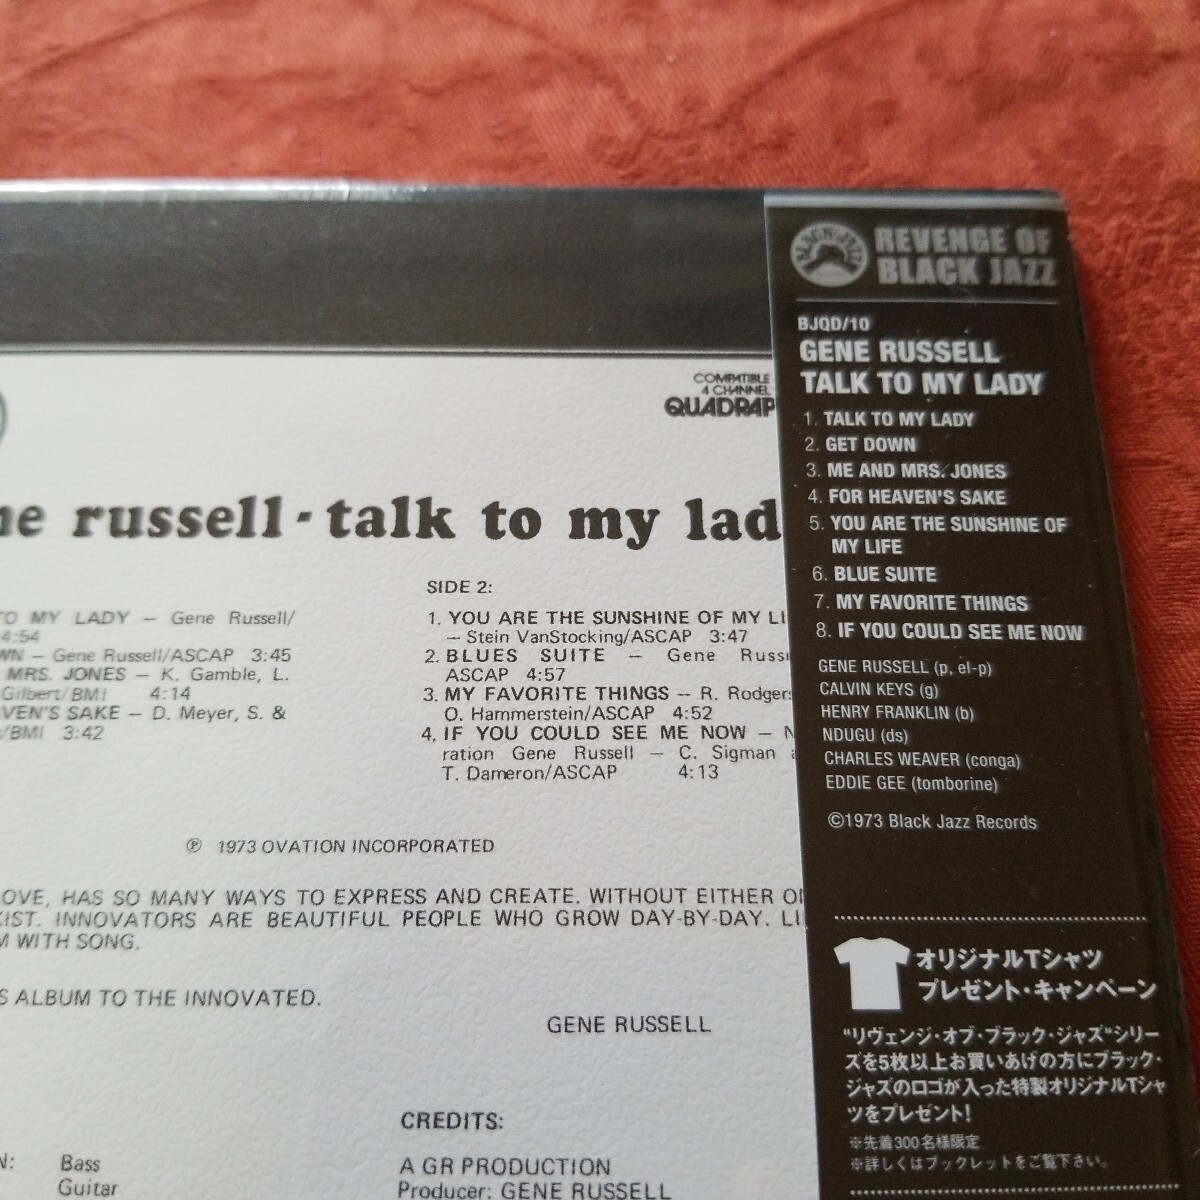 COMPATIBLE
4 CHANNEL
russell - talk to my
SIDE 2:
TO MY LADY — Gene Russell/
4:54
— Gene Russell/ASCAP 3:45
MRS. JONES — K. Gamble, L.
Gilbert/BMI 4:14
SAKE — D. Meyer, S. &
/BMI 3:42
1. YOU ARE THE SUNSHINE OF MY
— Stein VanStocking/ASCAP 3:47
2. BLUES SUITE — Gene
ASCAP 4:57
3. MY FAVORITE THINGS — R. Rodgers
O. Hammerstein/ASCAP 4:52
4. IF YOU COULD SEE ME NOW —
ration Gene Russell — C. Sigman
T. Dameron/ASCAP 4:13
℗ 1973 OVATION INCORPORATED
LOVE, HAS SO MANY WAYS TO EXPRESS AND CREATE. WITHOUT EITHER
INNOVATORS ARE BEAUTIFUL PEOPLE WHO GROW DAY-BY-DAY.
WITH SONG.
ALBUM TO THE INNOVATED.
GENE RUSSELL
CREDITS:
Bass
Guitar
A GR PRODUCTION
Producer: GENE RUSSELL
BLACK JAZZ
REVENGE OF
BLACK JAZZ
BJQD/10
GENE RUSSELL
TALK TO MY LADY
1. TALK TO MY LADY
2. GET DOWN
3. ME AND MRS. JONES
4. FOR HEAVEN'S SAKE
5. YOU ARE THE SUNSHINE OF
MY LIFE
6. BLUE SUITE
7. MY FAVORITE THINGS
8. IF YOU COULD SEE ME NOW
GENE RUSSELL (p, el-p)
CALVIN KEYS (g)
HENRY FRANKLIN (b)
NDUGU (ds)
CHARLES WEAVER (conga)
EDDIE GEE (tomborine)
©1973 Black Jazz Records
オリジナルTシャツ
プレゼント・キャンペーン
"リヴェンジ・オブ・ブラック・ジャズ"シリー
ズを5枚以上お買いあげの方にブラック・
ジャズのロゴが入った特製オリジナルTシャ
ツをプレゼント!
※先着300名様限定
※詳しくはブックレットをご覧下さい。